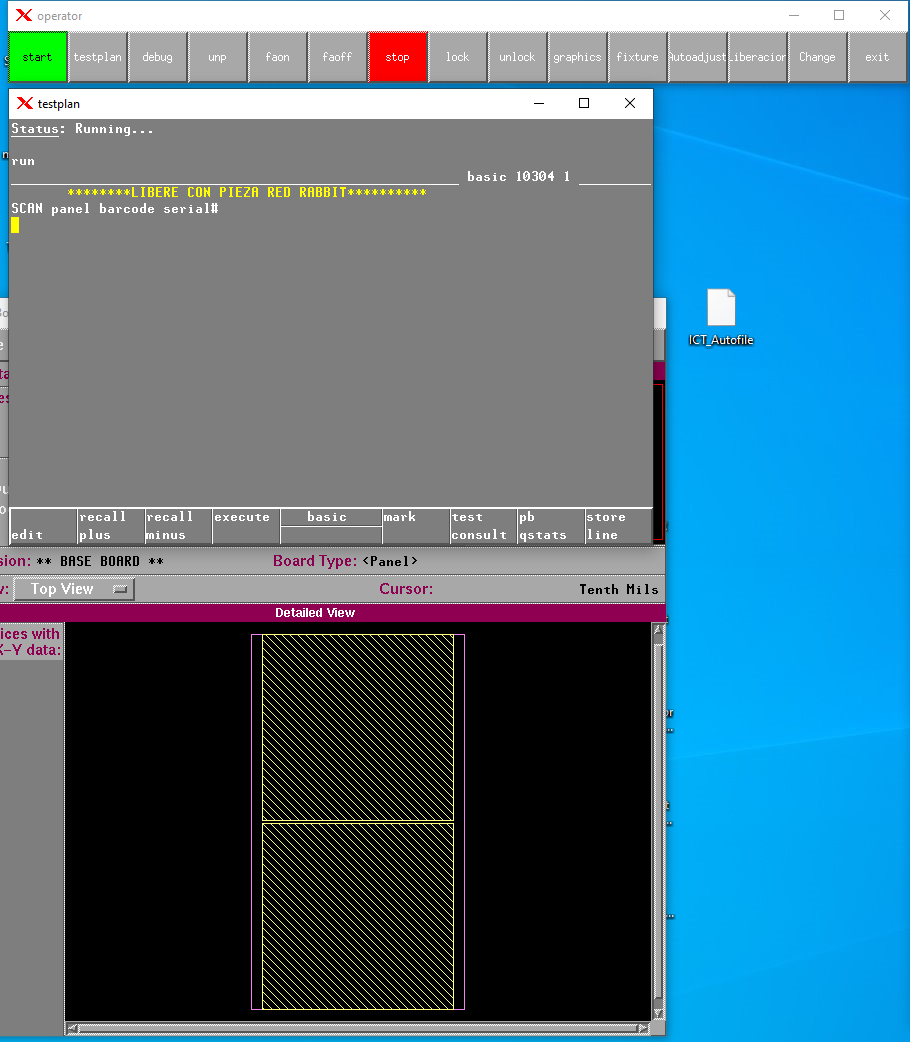 operator
start testplan debug unp faon faoff stop lock unlock graphics fixture Autoadjust Liberacion Change exit
testplan
Status: Running...
run
basic 10304 1
********LIBERE CON PIEZA RED RABBIT**********
SCAN panel barcode serial#
ICT_Autofile
edit recall plus recall minus execute basic mark test consult pb qstats store line
sion: ** BASE BOARD ** Board Type: <Panel>
Top View Cursor: Tenth Mils
Detailed View
ices with
X-Y data: